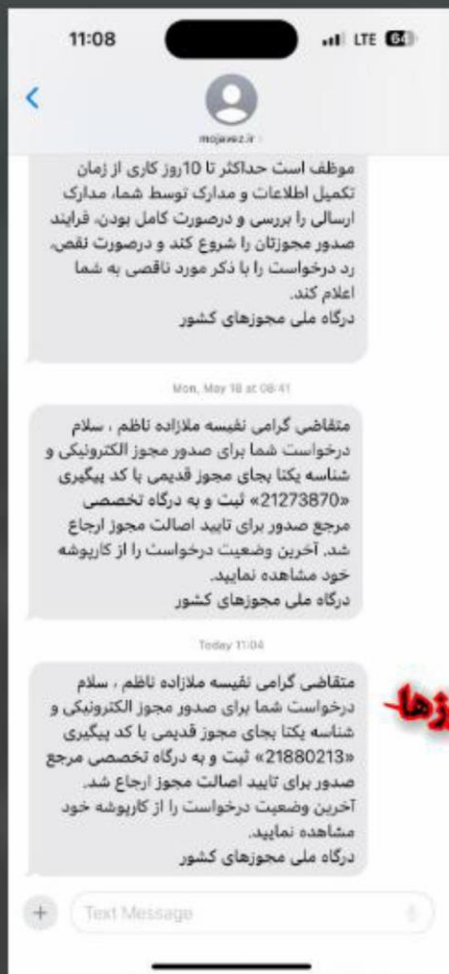 11:08
LTE 64
mojavez.ir
موظف است حداکثر تا 10روز کاری از زمان
تکمیل اطلاعات و مدارک توسط شما، مدارک
ارسالی را بررسی و درصورت کامل بودن، فرایند
صدور مجوزتان را شروع کند و درصورت نقص،
رد درخواست را با ذکر مورد ناقصی به شما
اعلام کند.
درگاه ملی مجوزهای کشور
Mon, May 18 at 08:41
متقاضی گرامی نفیسه ملازاده ناظم ، سلام
درخواست شما برای صدور مجوز الکترونیکی و
شناسه یکتا بجای مجوز قدیمی با کد پیگیری
«21273870» ثبت و به درگاه تخصصی
مرجع صدور برای تایید اصالت مجوز ارجاع
شد. آخرین وضعیت درخواست را از کارپوشه
خود مشاهده نمایید.
درگاه ملی مجوزهای کشور
Today 11:04
متقاضی گرامی نفیسه ملازاده ناظم ، سلام
درخواست شما برای صدور مجوز الکترونیکی و
شناسه یکتا بجای مجوز قدیمی با کد پیگیری
«21880213» ثبت و به درگاه تخصصی مرجع
صدور برای تایید اصالت مجوز ارجاع شد.
آخرین وضعیت درخواست را از کارپوشه خود
مشاهده نمایید.
درگاه ملی مجوزهای کشور
Text Message